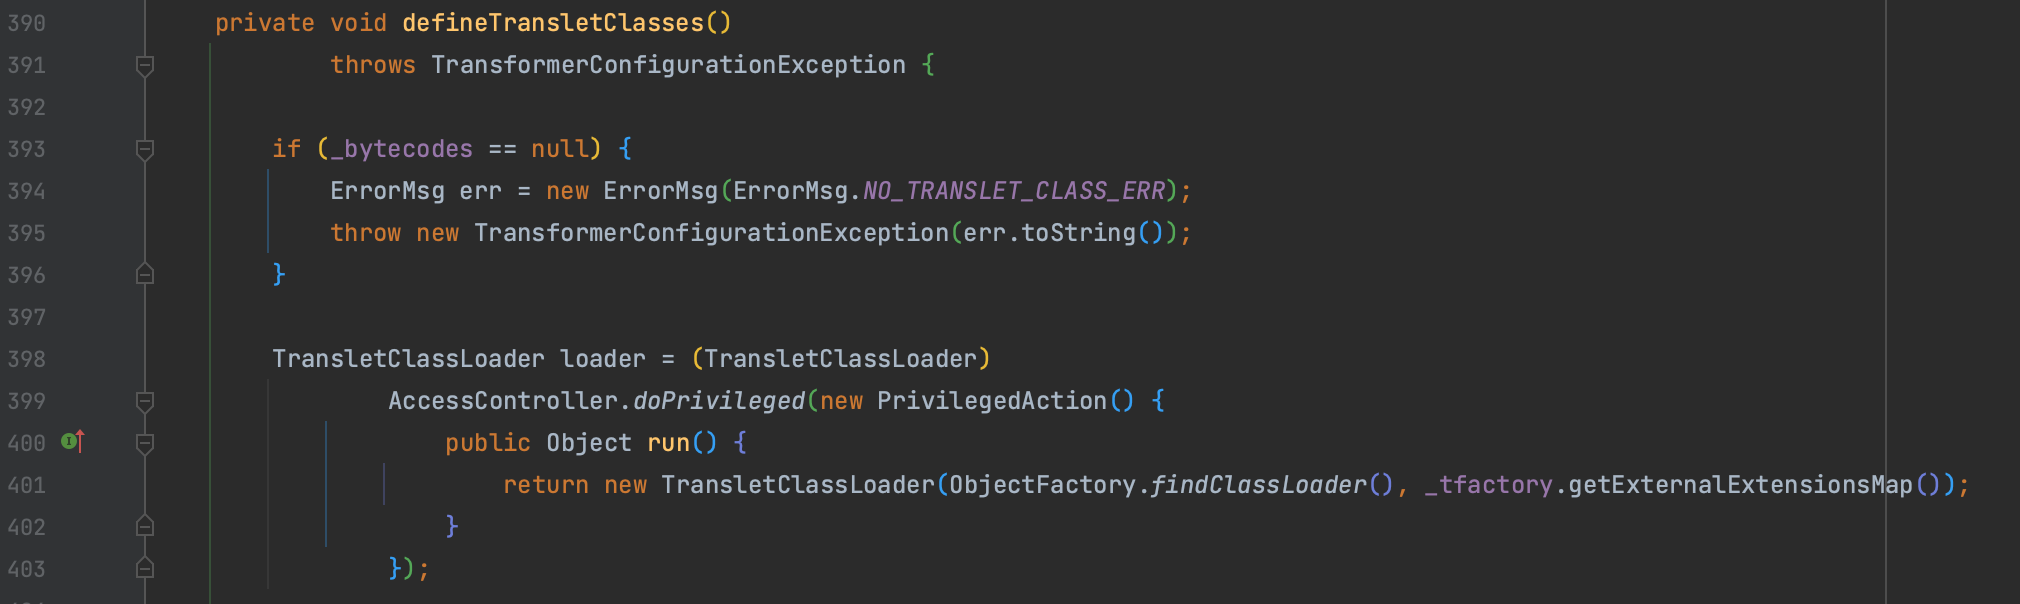 390 private void defineTransletClasses()
391 throws TransformerConfigurationException {
392
393 if (_bytecodes == null) {
394 ErrorMsg err = new ErrorMsg(ErrorMsg.NO_TRANSLET_CLASS_ERR);
395 throw new TransformerConfigurationException(err.toString());
396 }
397
398 TransletClassLoader loader = (TransletClassLoader)
399 AccessController.doPrivileged(new PrivilegedAction() {
400 public Object run() {
401 return new TransletClassLoader(ObjectFactory.findClassLoader(), _tfactory.getExternalExtensionsMap());
402 }
403 });